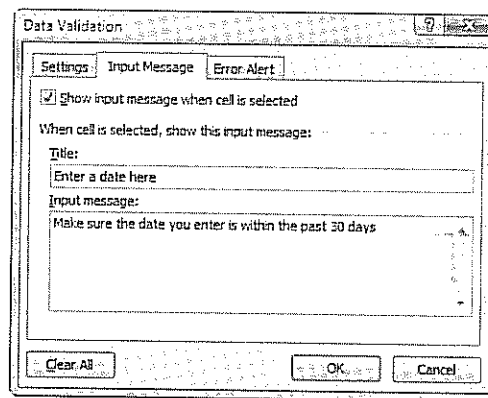 Data Validation
Settings Input Message Error Alert
Show input message when cell is selected
When cell is selected, show this input message:
Title:
Enter a date here
Input message:
Make sure the date you enter is within the past 30 days
Clear All OK Cancel